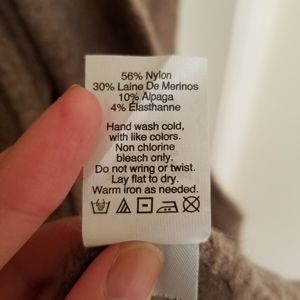 56% Nylon
30% Laine De Merinos
10% Alpaga
4% Élasthanne
Hand wash cold,
with like colors.
Non chlorine
bleach only.
Do not wring or twist.
Lay flat to dry.
Warm iron as needed.